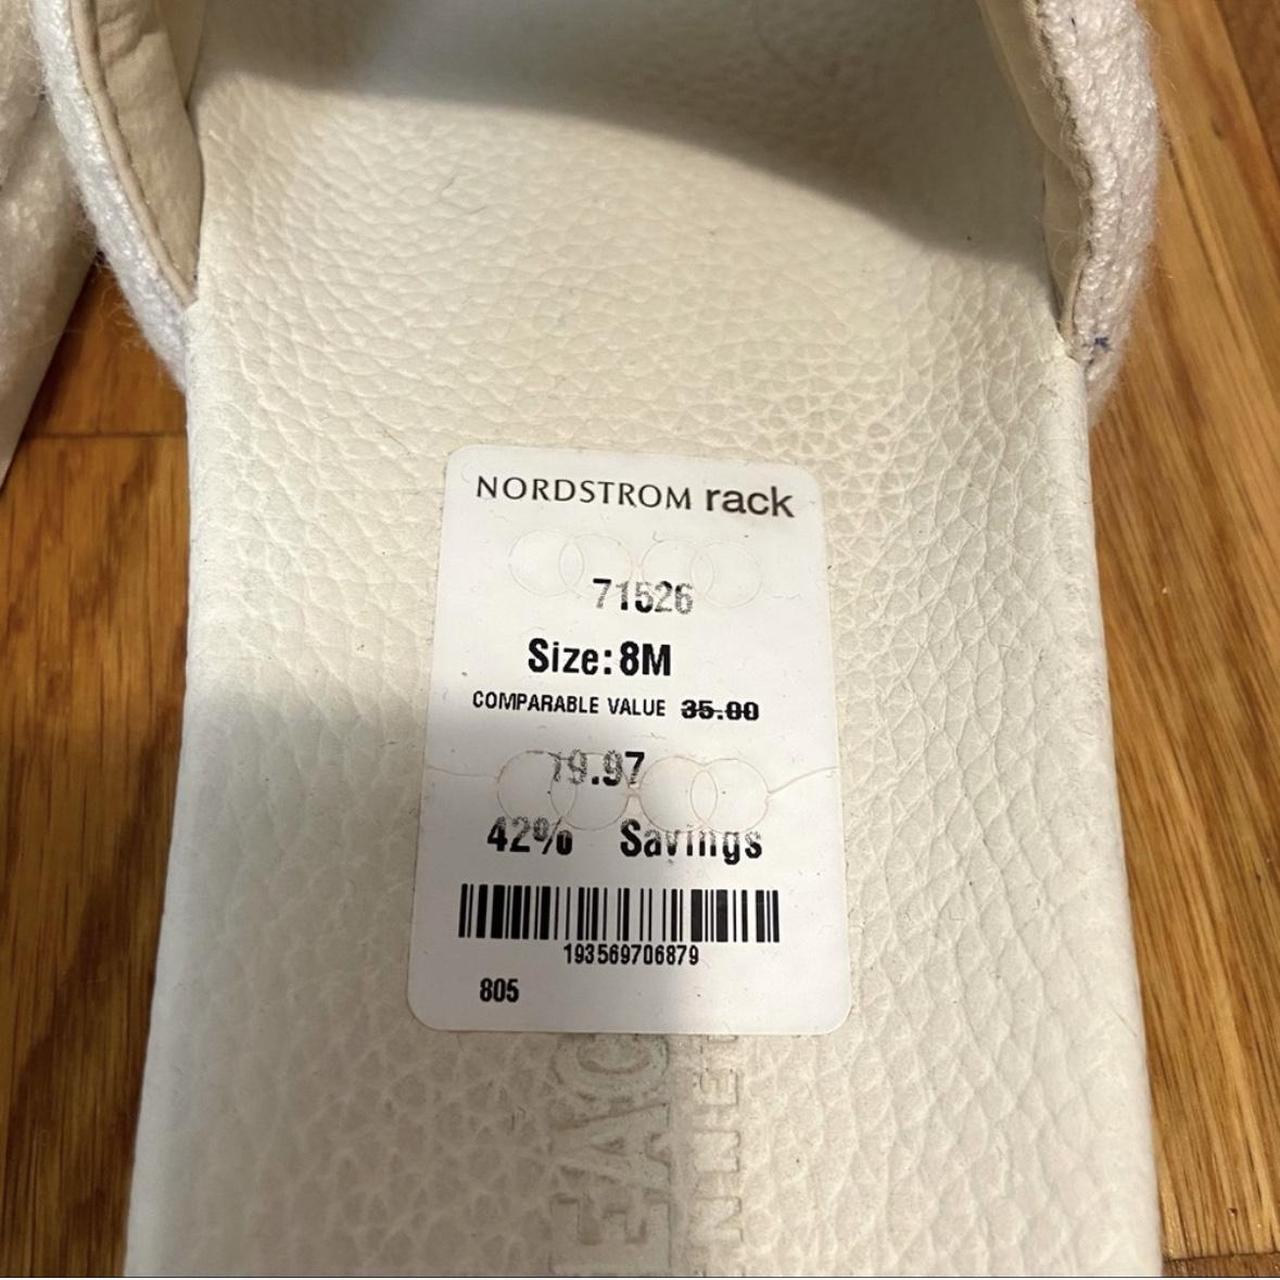 NORDSTROM rack
71526
Size: 8M
COMPARABLE VALUE 35.00
19.97
42% Savings
193569706879
805